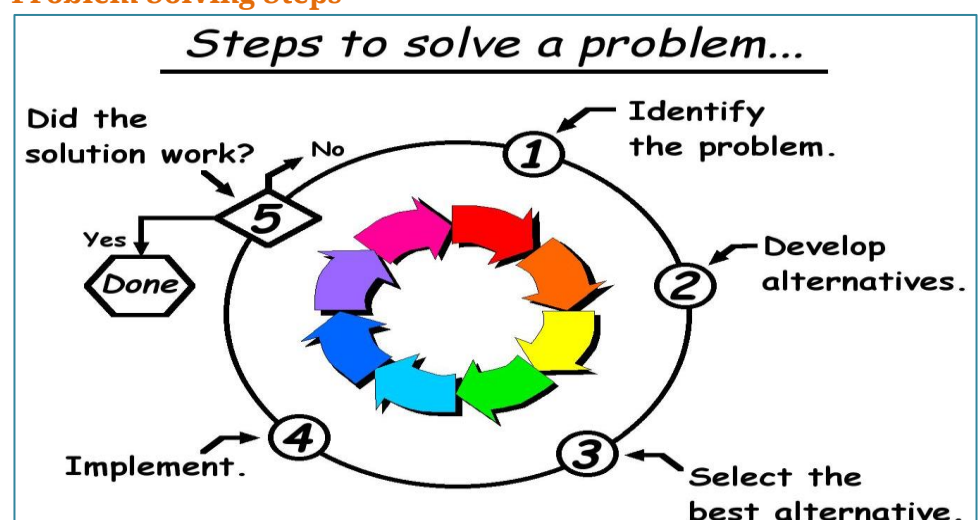 Problem Solving Steps
Steps to solve a problem...
Did the
solution work?
No
5
Yes
Done
1
Identify
the problem.
2
Develop
alternatives.
3
Select the
best alternative.
4
Implement.